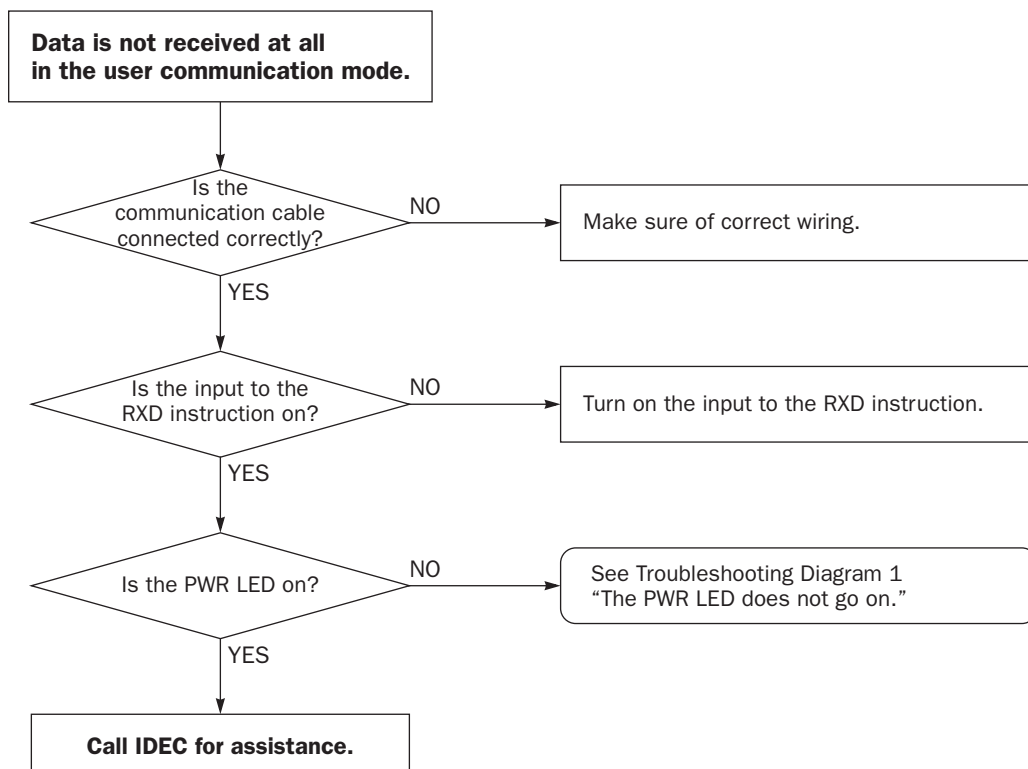 Data is not received at all
in the user communication mode.
Is the
communication cable
connected correctly?
NO
Make sure of correct wiring.
YES
Is the input to the
RXD instruction on?
NO
Turn on the input to the RXD instruction.
YES
Is the PWR LED on?
NO
See Troubleshooting Diagram 1
“The PWR LED does not go on.”
YES
Call IDEC for assistance.